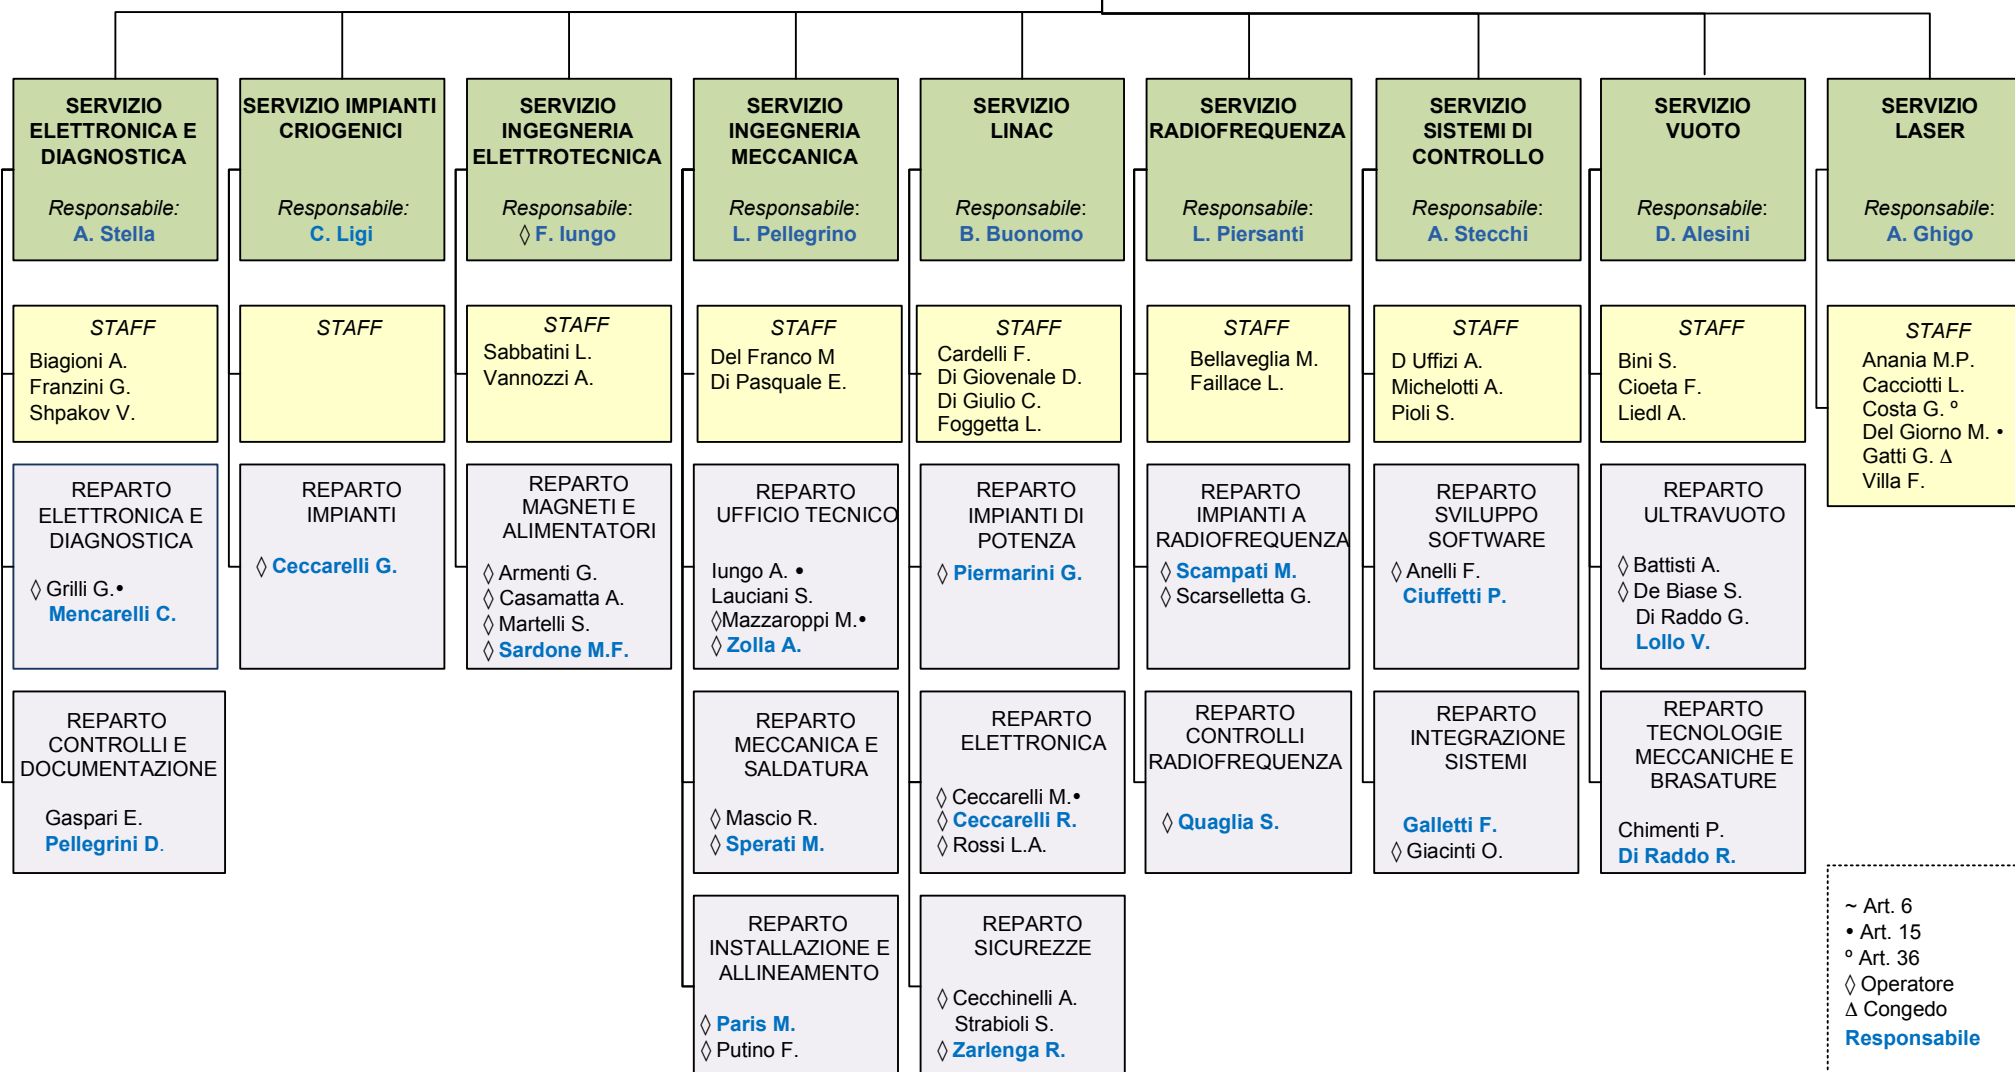 SERVIZIO
ELETTRONICA E
DIAGNOSTICA
Responsabile:
A. Stella
STAFF
Biagioni A.
Franzini G.
Shpakov V.
REPARTO
ELETTRONICA E
DIAGNOSTICA
◊ Grilli G.•
Mencarelli C.
REPARTO
CONTROLLI E
DOCUMENTAZIONE
Gaspari E.
Pellegrini D.
SERVIZIO IMPIANTI
CRIOGENICI
Responsabile:
C. Ligi
STAFF
REPARTO
IMPIANTI
◊ Ceccarelli G.
SERVIZIO
INGEGNERIA
ELETTROTECNICA
Responsabile:
◊ F. Iungo
STAFF
Sabbatini L.
Vannozzi A.
REPARTO
MAGNETI E
ALIMENTATORI
◊ Armenti G.
◊ Casamatta A.
◊ Martelli S.
◊ Sardone M.F.
SERVIZIO
INGEGNERIA
MECCANICA
Responsabile:
L. Pellegrino
STAFF
Del Franco M
Di Pasquale E.
REPARTO
UFFICIO TECNICO
Iungo A. •
Lauciani S.
◊Mazzaroppi M.•
◊ Zolla A.
REPARTO
MECCANICA E
SALDATURA
◊ Mascio R.
◊ Sperati M.
REPARTO
INSTALLAZIONE E
ALLINEAMENTO
◊ Paris M.
◊ Putino F.
SERVIZIO
LINAC
Responsabile:
B. Buonomo
STAFF
Cardelli F.
Di Giovenale D.
Di Giulio C.
Foggetta L.
REPARTO
IMPIANTI DI
POTENZA
◊ Piermarini G.
REPARTO
ELETTRONICA
◊ Ceccarelli M.•
◊ Ceccarelli R.
◊ Rossi L.A.
REPARTO
SICUREZZE
◊ Cecchinelli A.
Strabioli S.
◊ Zarlenga R.
SERVIZIO
RADIOFREQUENZA
Responsabile:
L. Piersanti
STAFF
Bellaveglia M.
Faillace L.
REPARTO
IMPIANTI A
RADIOFREQUENZA
◊ Scampati M.
◊ Scarselletta G.
REPARTO
CONTROLLI
RADIOFREQUENZA
◊ Quaglia S.
SERVIZIO
SISTEMI DI
CONTROLLO
Responsabile:
A. Stecchi
STAFF
D Uffizi A.
Michelotti A.
Pioli S.
REPARTO
SVILUPPO
SOFTWARE
◊ Anelli F.
Ciuffetti P.
REPARTO
INTEGRAZIONE
SISTEMI
Galletti F.
◊ Giacinti O.
SERVIZIO
VUOTO
Responsabile:
D. Alesini
STAFF
Bini S.
Cioeta F.
Liedl A.
REPARTO
ULTRAVUOTO
◊ Battisti A.
◊ De Biase S.
Di Raddo G.
Lollo V.
REPARTO
TECNOLOGIE
MECCANICHE E
BRASATURE
Chimenti P.
Di Raddo R.
SERVIZIO
LASER
Responsabile:
A. Ghigo
STAFF
Anania M.P.
Cacciotti L.
Costa G. º
Del Giorno M. •
Gatti G. Δ
Villa F.
~ Art. 6
• Art. 15
º Art. 36
◊ Operatore
Δ Congedo
Responsabile